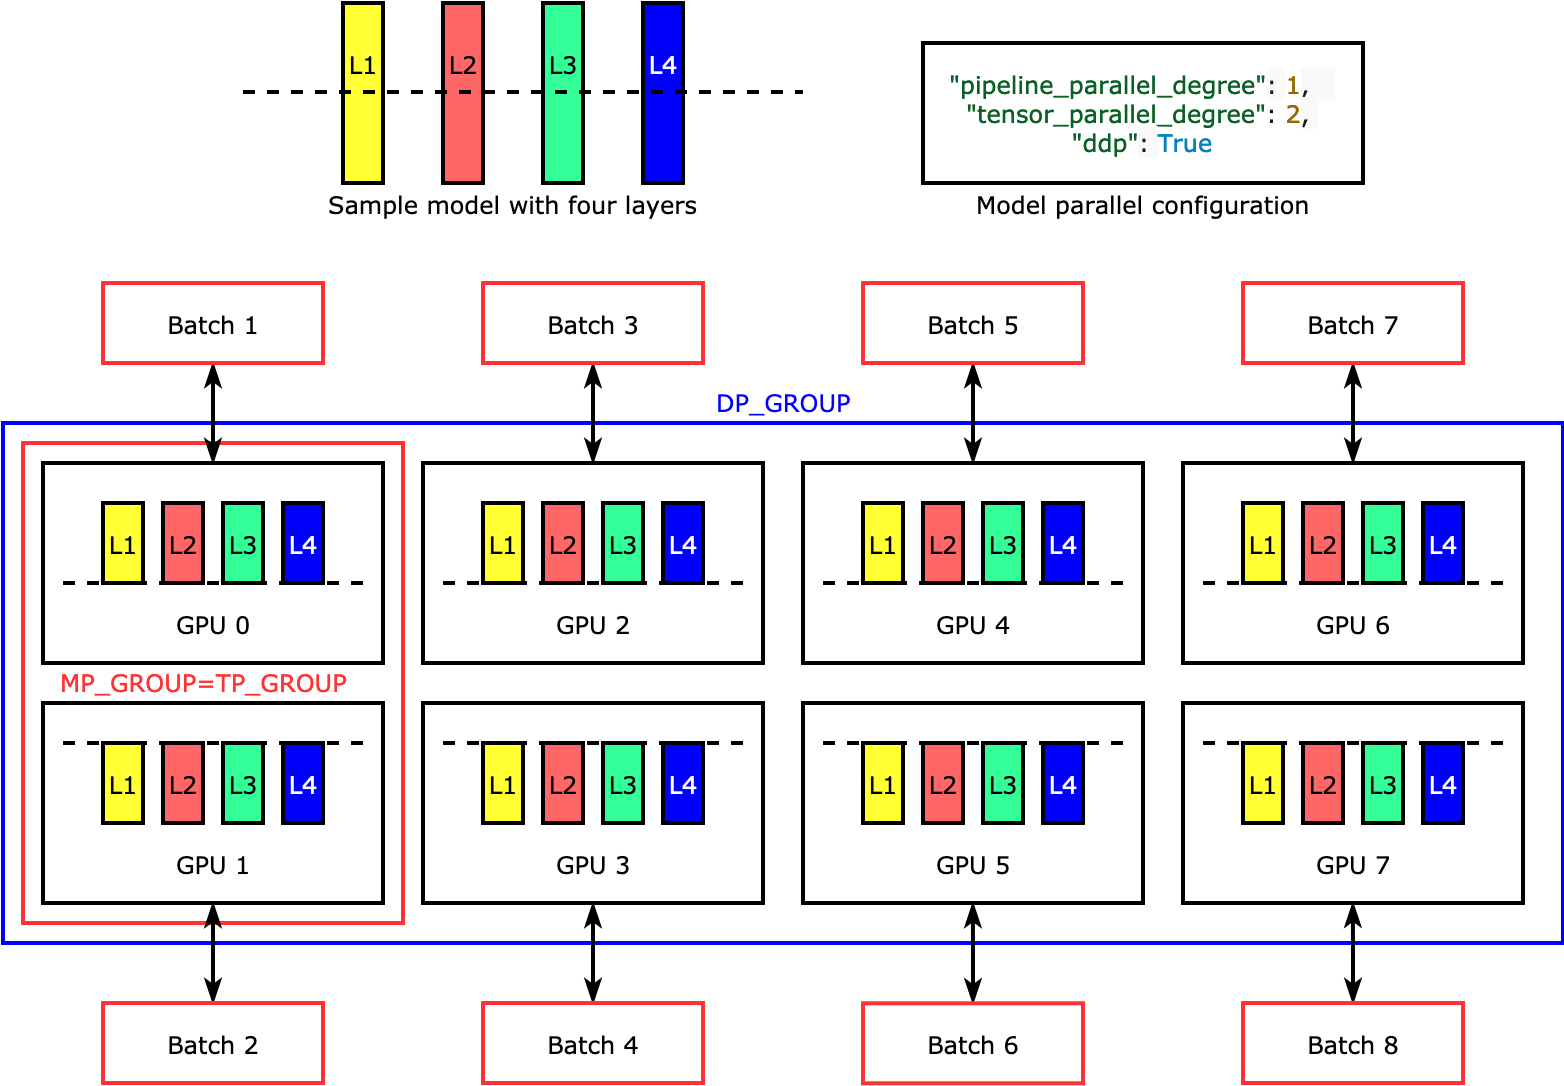 L1 L2 L3 L4
Sample model with four layers
"pipeline_parallel_degree": 1,
"tensor_parallel_degree": 2,
"ddp": True
Model parallel configuration
Batch 1
Batch 3
Batch 5
Batch 7
DP_GROUP
L1 L2 L3 L4
GPU 0
L1 L2 L3 L4
GPU 2
L1 L2 L3 L4
GPU 4
L1 L2 L3 L4
GPU 6
MP_GROUP=TP_GROUP
L1 L2 L3 L4
GPU 1
L1 L2 L3 L4
GPU 3
L1 L2 L3 L4
GPU 5
L1 L2 L3 L4
GPU 7
Batch 2
Batch 4
Batch 6
Batch 8